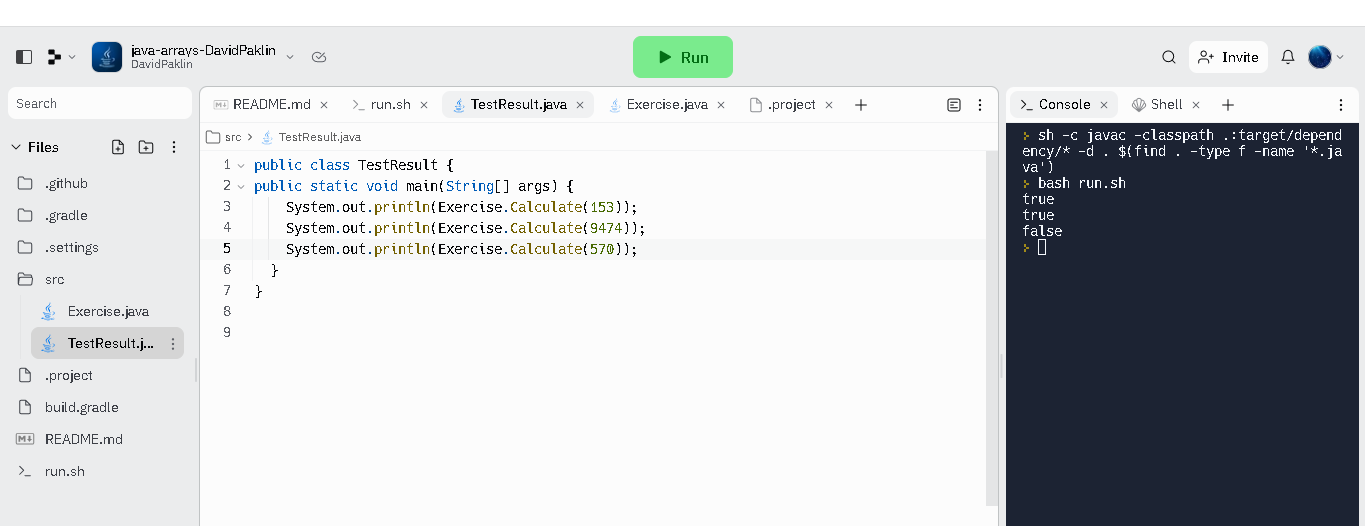 java-arrays-DavidPaklin
DavidPaklin
Run
Invite
Search
Files
.github
.gradle
.settings
src
Exercise.java
TestResult.j...
.project
build.gradle
README.md
run.sh
README.md
run.sh
TestResult.java
Exercise.java
.project
src > TestResult.java
1 public class TestResult {
2 public static void main(String[] args) {
3 System.out.println(Exercise.Calculate(153));
4 System.out.println(Exercise.Calculate(9474));
5 System.out.println(Exercise.Calculate(570));
6 }
7 }
8
9
Console
Shell
sh -c javac -classpath .:target/depend
ency/* -d . $(find . -type f -name '*.ja
va')
bash run.sh
true
true
false